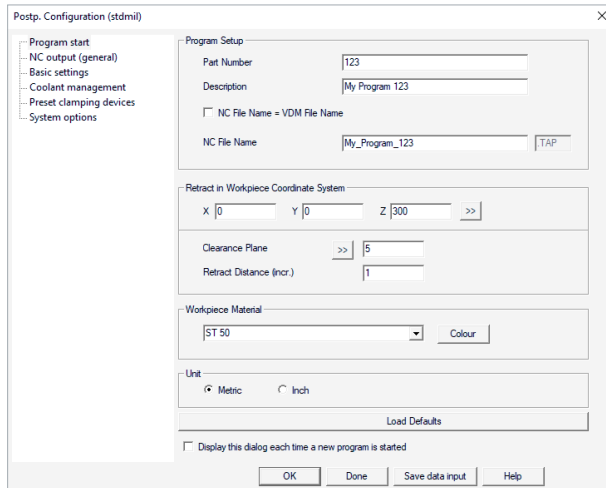 Postp. Configuration (stdmil)
Program start
NC output (general)
Basic settings
Coolant management
Preset clamping devices
System options
Program Setup
Part Number 123
Description My Program 123
NC File Name = VDM File Name
NC File Name My_Program_123 .TAP
Retract in Workpiece Coordinate System
X 0 Y 0 Z 300 >>
Clearance Plane >> 5
Retract Distance (incr.) 1
Workpiece Material
ST 50 Colour
Unit
Metric Inch
Load Defaults
Display this dialog each time a new program is started
OK Done Save data input Help